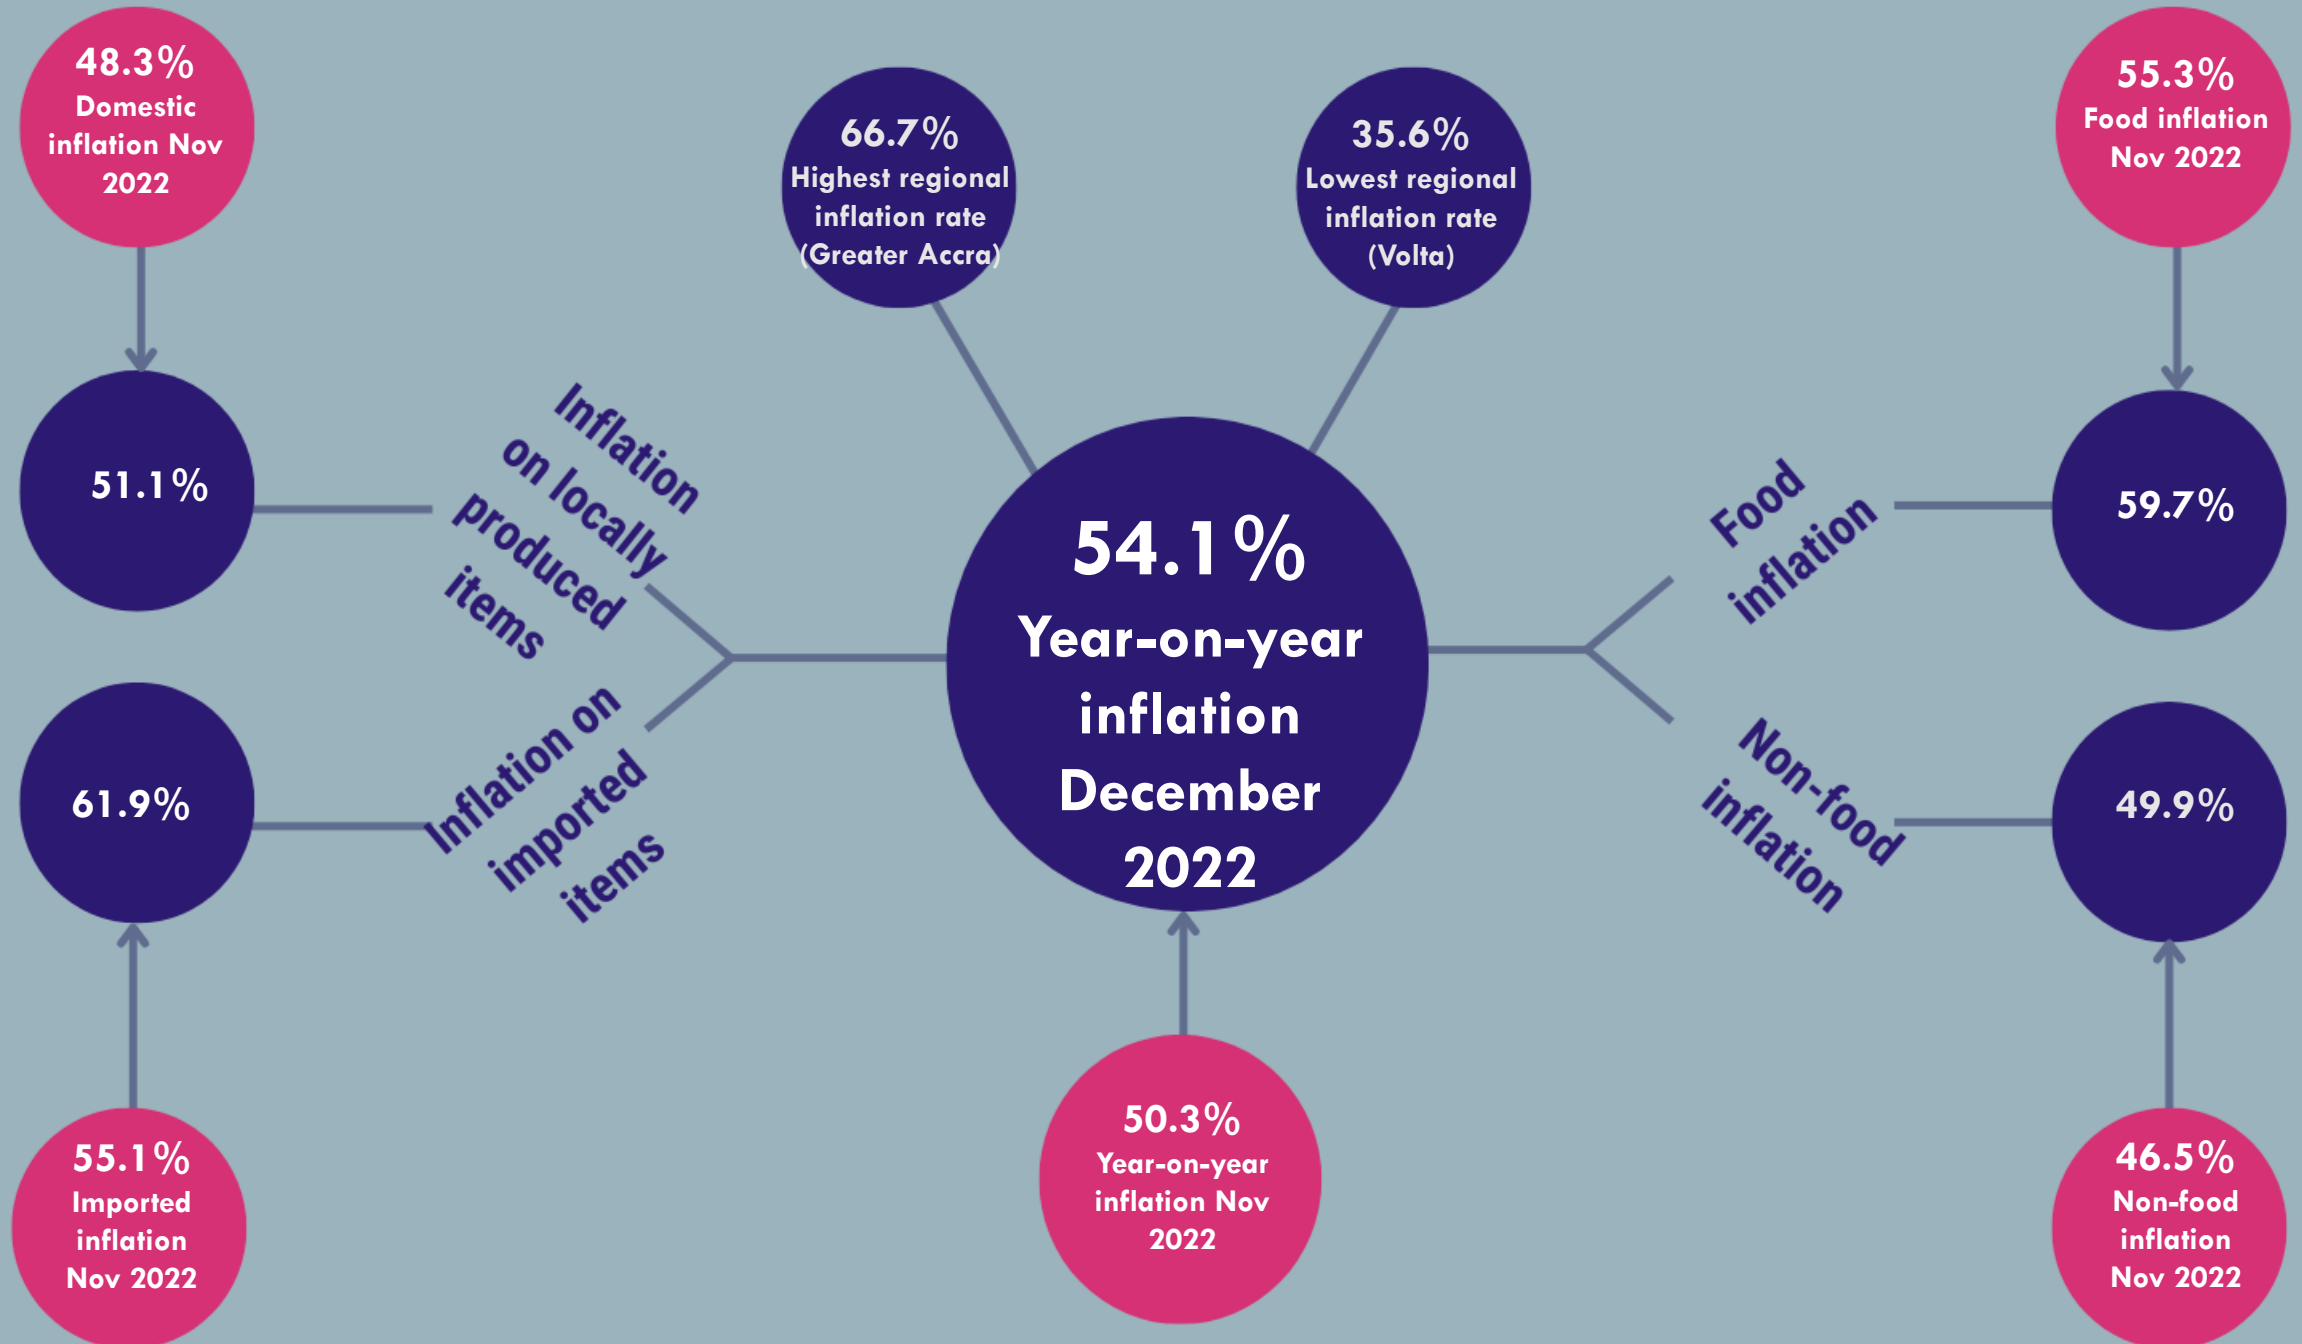 48.3%
Domestic
inflation Nov
2022
66.7%
Highest regional
inflation rate
(Greater Accra)
35.6%
Lowest regional
inflation rate
(Volta)
55.3%
Food inflation
Nov 2022
51.1%
Inflation
on locally
produced
items
54.1%
Year-on-year
inflation
December
2022
Food
inflation
59.7%
61.9%
Inflation on
imported
items
Non-food
inflation
49.9%
55.1%
Imported
inflation
Nov 2022
50.3%
Year-on-year
inflation Nov
2022
46.5%
Non-food
inflation
Nov 2022